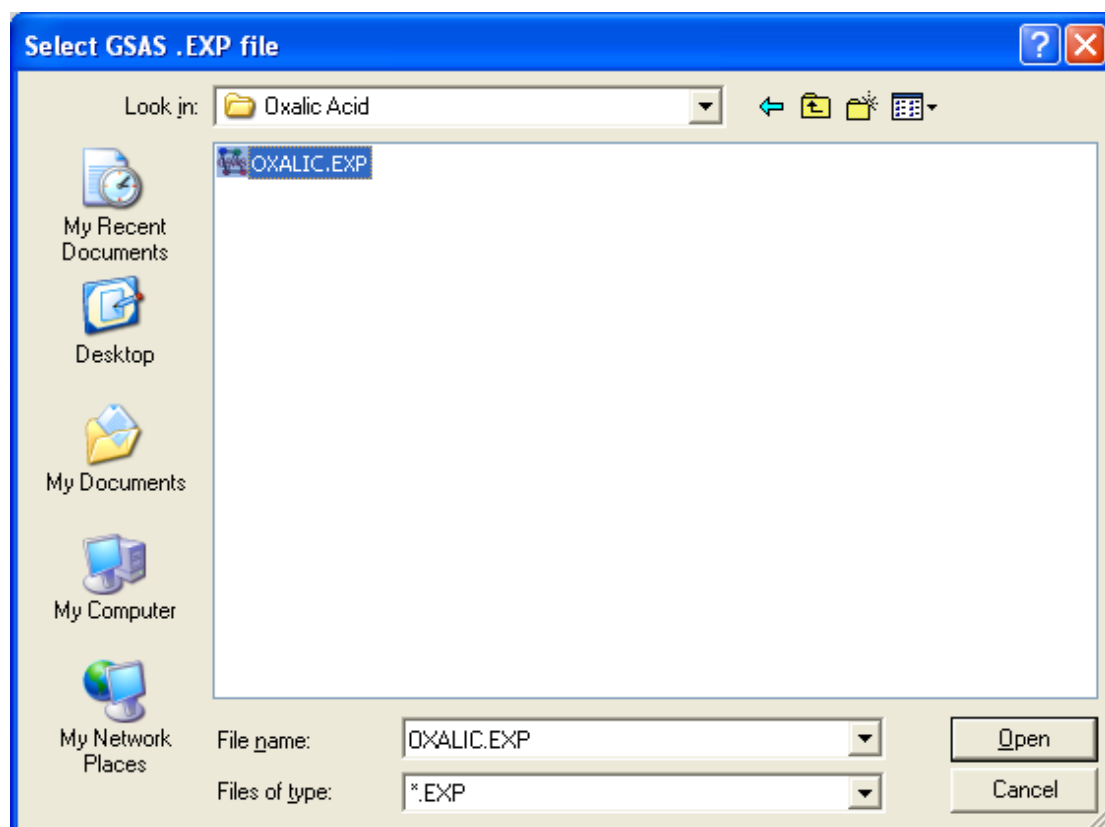 Select GSAS .EXP file
Look in:
Oxalic Acid
OXALIC.EXP
My Recent
Documents
Desktop
My Documents
My Computer
My Network
Places
File name:
OXALIC.EXP
Open
Files of type:
*.EXP
Cancel